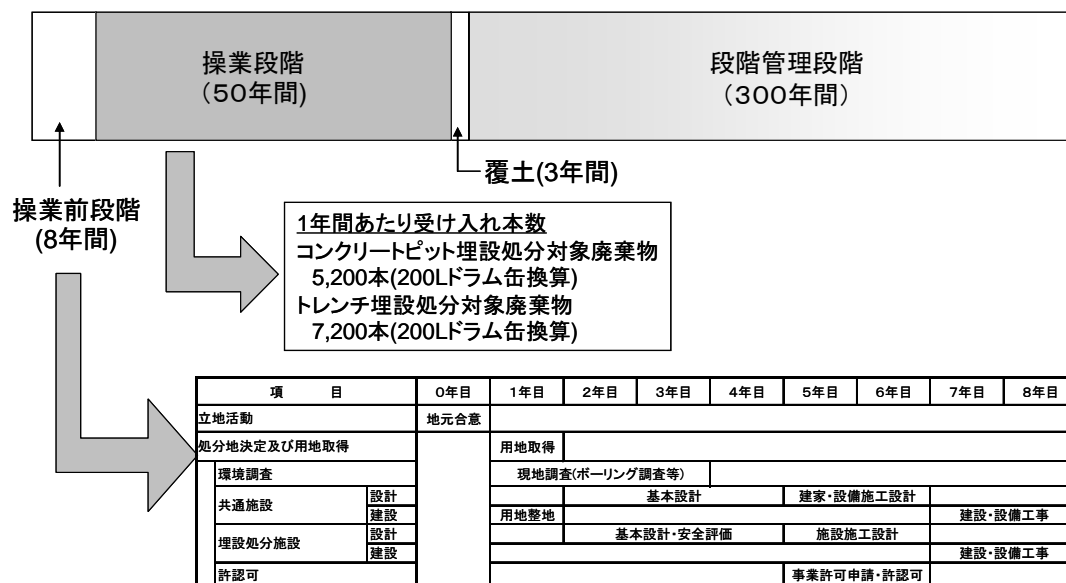 操業段階
（50年間)
段階管理段階
（300年間）
覆土(3年間)
操業前段階
(8年間)
1年間あたり受け入れ本数
コンクリートピット埋設処分対象廃棄物
5,200本(200Lドラム缶換算)
トレンチ埋設処分対象廃棄物
7,200本(200Lドラム缶換算)
項 目 0年目 1年目 2年目 3年目 4年目 5年目 6年目 7年目 8年目
立地活動 地元合意
処分地決定及び用地取得 用地取得
環境調査 現地調査(ボーリング調査等)
共通施設 設計 基本設計 建家・設備施工設計
建設 用地整地 建設・設備工事
埋設処分施設 設計 基本設計・安全評価 施設施工設計
建設 建設・設備工事
許認可 事業許可申請・許認可